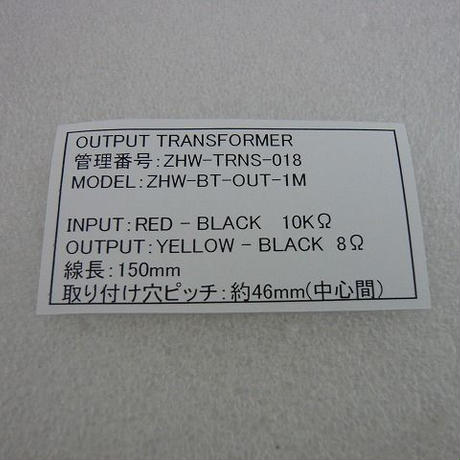 OUTPUT TRANSFORMER
管理番号:ZHW-TRNS-018
MODEL:ZHW-BT-OUT-1M
INPUT:RED - BLACK 10KΩ
OUTPUT:YELLOW - BLACK 8Ω
線長:150mm
取り付け穴ピッチ:約46mm(中心間)